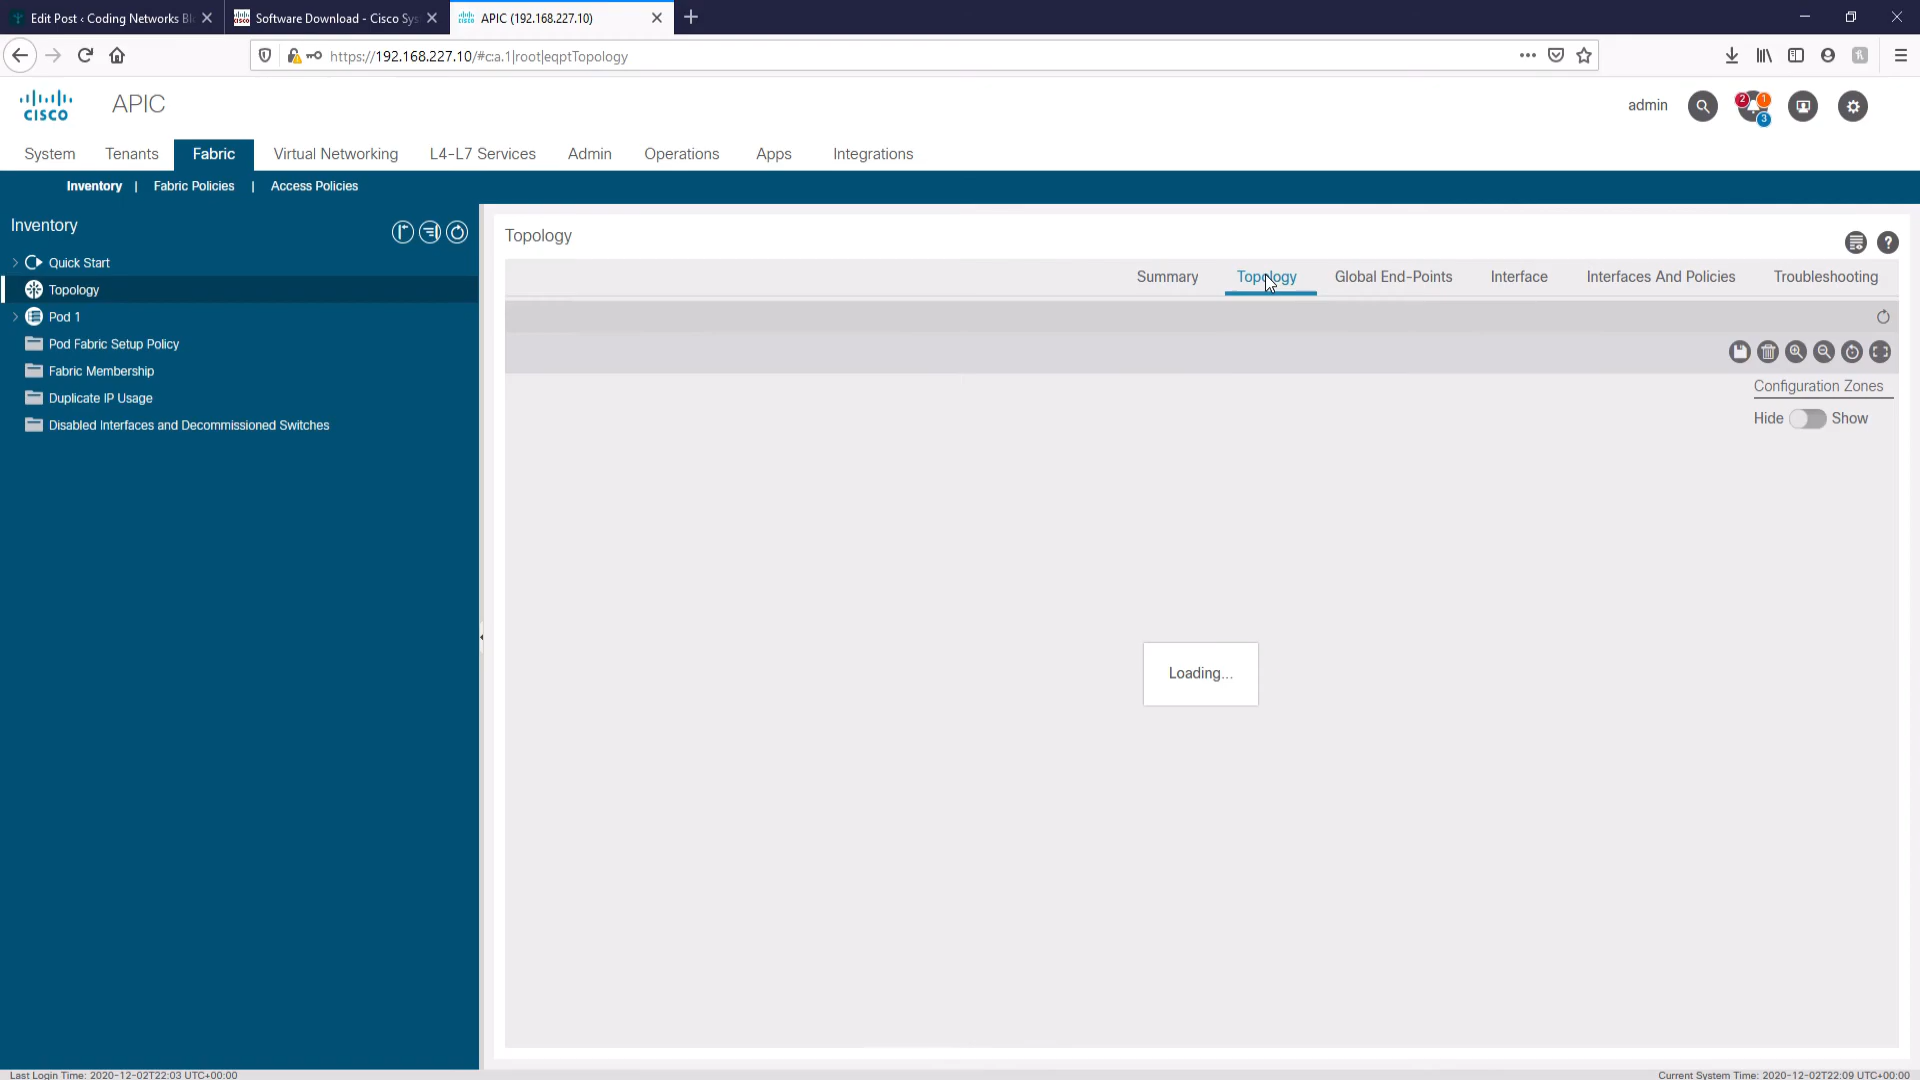 Edit Post ‹ Coding Networks Bl
Software Download - Cisco Sys
APIC (192.168.227.10)
https://192.168.227.10/#c:a.1|root|eqptTopology
CISCO
APIC
admin
2
1
3
System
Tenants
Fabric
Virtual Networking
L4-L7 Services
Admin
Operations
Apps
Integrations
Inventory | Fabric Policies | Access Policies
Inventory
Quick Start
Topology
Pod 1
Pod Fabric Setup Policy
Fabric Membership
Duplicate IP Usage
Disabled Interfaces and Decommissioned Switches
Topology
Summary
Topology
Global End-Points
Interface
Interfaces And Policies
Troubleshooting
Configuration Zones
Hide
Show
Loading...
Last Login Time: 2020-12-02T22:03 UTC+00:00
Current System Time: 2020-12-02T22:09 UTC+00:00